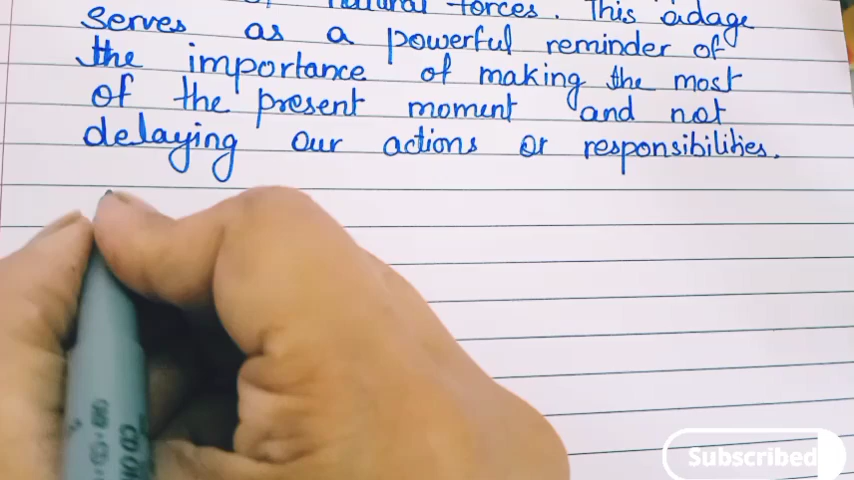 natural forces. This adage
serves as a powerful reminder of
the importance of making the most
of the present moment and not
delaying our actions or responsibilities.
Subscribed